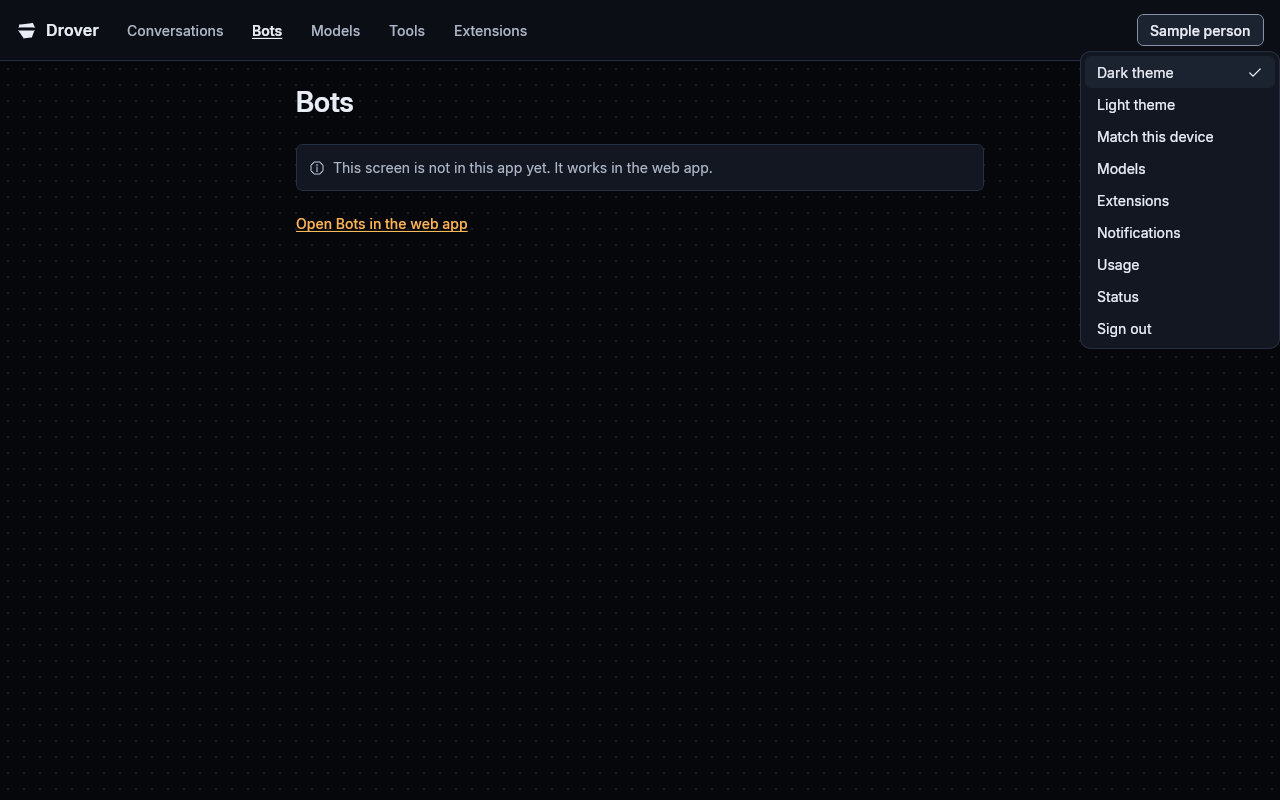 Drover
Conversations
Bots
Models
Tools
Extensions
Sample person
Dark theme
Light theme
Match this device
Models
Extensions
Notifications
Usage
Status
Sign out
Bots
This screen is not in this app yet. It works in the web app.
Open Bots in the web app